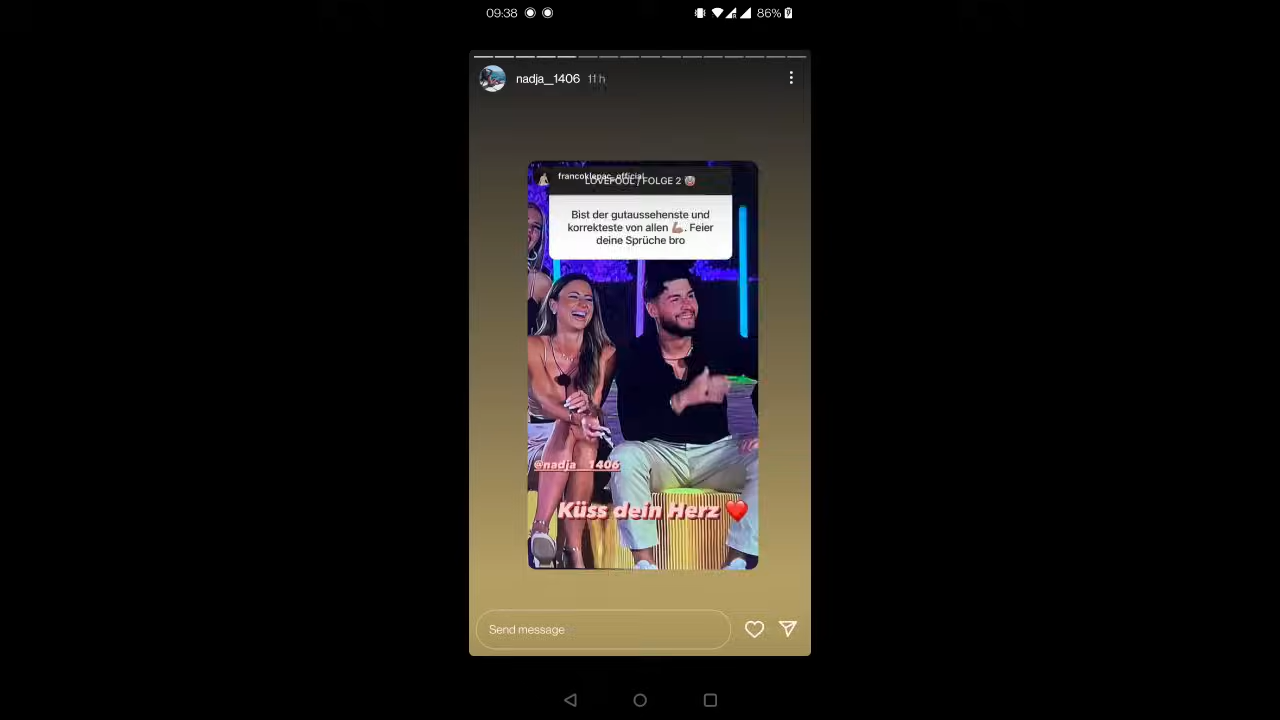 09:38
86%
nadja__1406 11 h
francoklepac_official
LOVEPOOL / FOLGE 2
Bist der gutaussehenste und
korrekteste von allen 💪🏽. Feier
deine Sprüche bro
@nadja__1406
Küss dein Herz ❤️
Send message